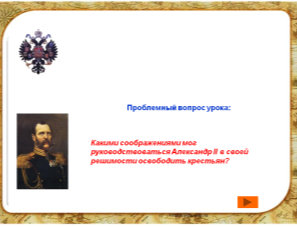 Проблемный вопрос урока:
Какими соображениями мог
руководствоваться Александр II в своей
решимости освободить крестьян?